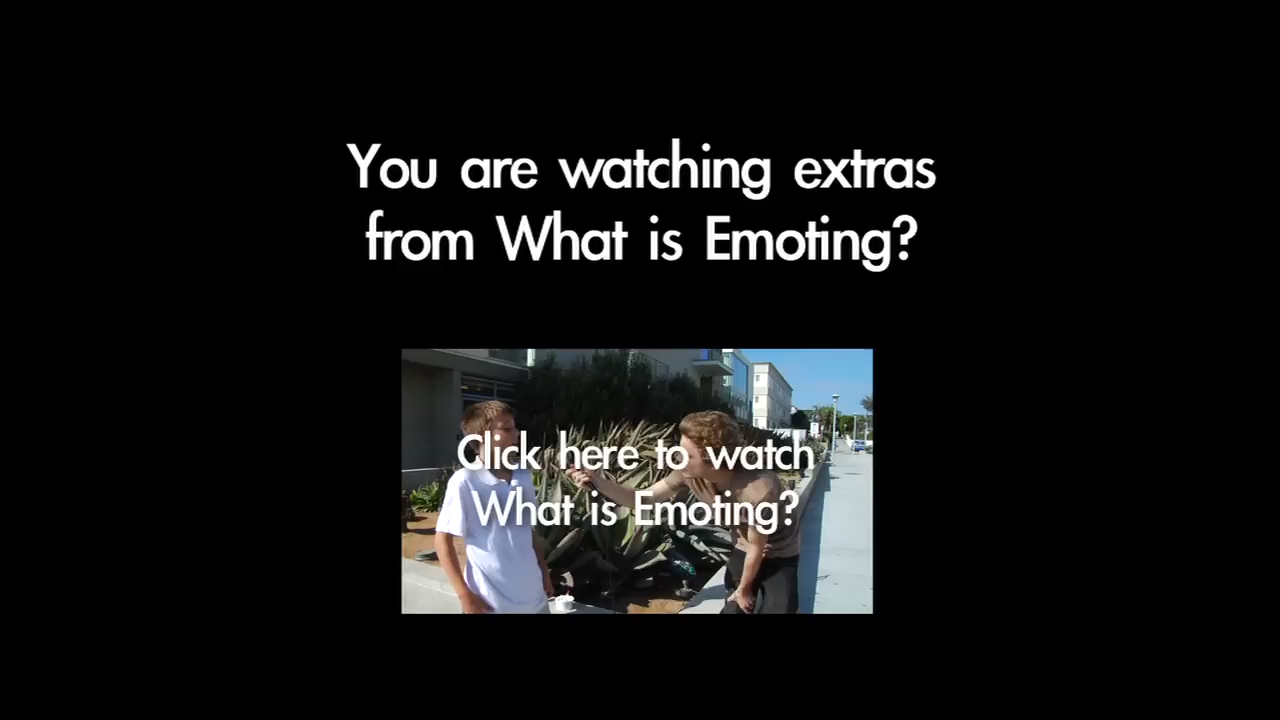 You are watching extras
from What is Emoting?
Click here to watch
What is Emoting?